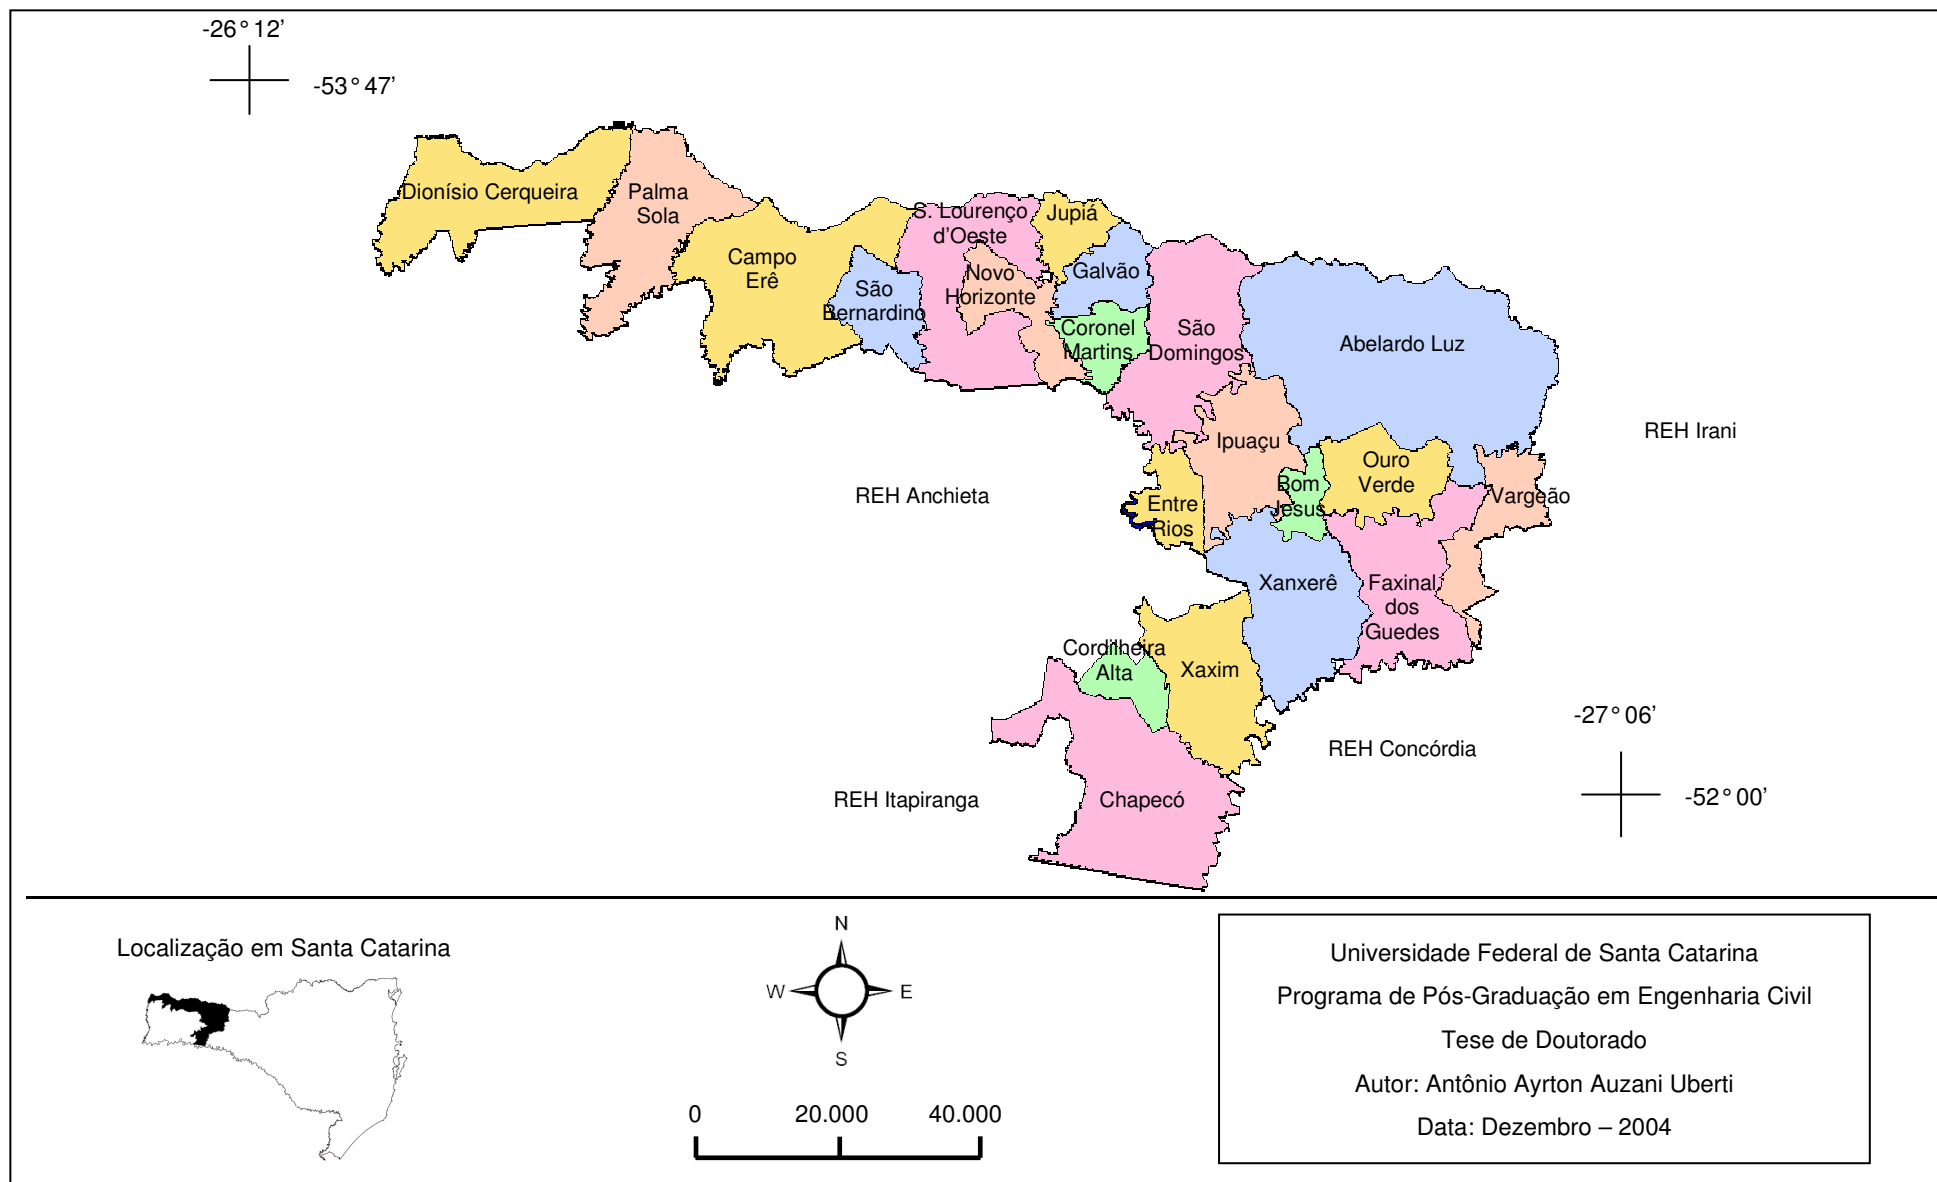 -26° 12’
-53° 47’
Dionísio Cerqueira
Palma
Sola
Campo
Erê
São
Bernardino
S. Lourenço
d’Oeste
Novo
Horizonte
Jupiá
Galvão
Coronel
Martins
São
Domingos
Abelardo Luz
Ipuaçu
Entre
Rios
Bom
Jesus
Ouro
Verde
Vargeão
Xanxerê
Faxinal
dos
Guedes
Cordilheira
Alta
Xaxim
Chapecó
REH Irani
REH Anchieta
REH Concórdia
REH Itapiranga
-27° 06’
-52° 00’
Localização em Santa Catarina
N
W
E
S
0 20.000 40.000
Universidade Federal de Santa Catarina
Programa de Pós-Graduação em Engenharia Civil
Tese de Doutorado
Autor: Antônio Ayrton Auzani Uberti
Data: Dezembro – 2004